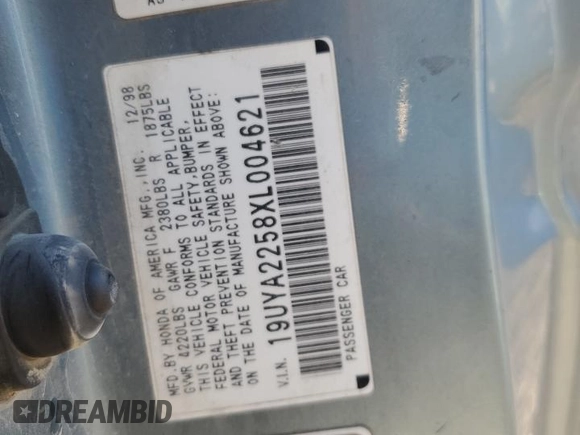 MFD.BY HONDA OF AMERICA MFG.,INC. 12/98
GVWR 4220LBS GAWR F 2380LBS R 1875LBS
THIS VEHICLE CONFORMS TO ALL APPLICABLE
FEDERAL MOTOR VEHICLE SAFETY,BUMPER,
AND THEFT PREVENTION STANDARDS IN EFFECT
ON THE DATE OF MANUFACTURE SHOWN ABOVE:
V.I.N. 19UYA2258XL004621
PASSENGER CAR
DREAMBID